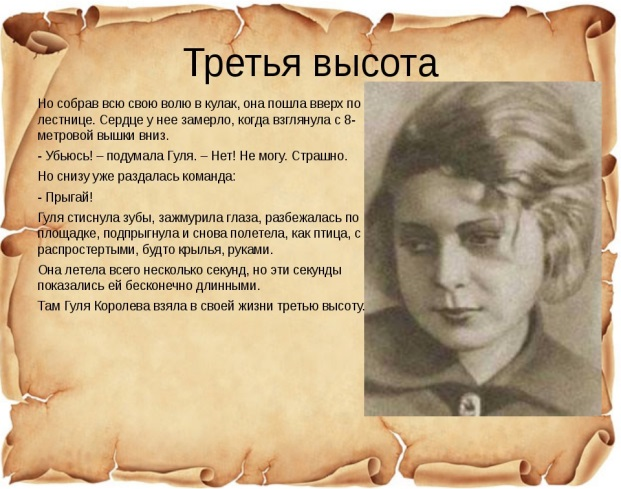 Третья высота
Но собрав всю свою волю в кулак, она пошла вверх по
лестнице. Сердце у нее замерло, когда взглянула с 8-
метровой вышки вниз.
- Убьюсь! – подумала Гуля. – Нет! Не могу. Страшно.
Но снизу уже раздалась команда:
- Прыгай!
Гуля стиснула зубы, зажмурила глаза, разбежалась по
площадке, подпрыгнула и снова полетела, как птица, с
распростертыми, будто крылья, руками.
Она летела всего несколько секунд, но эти секунды
показались ей бесконечно длинными.
Там Гуля Королева взяла в своей жизни третью высоту.